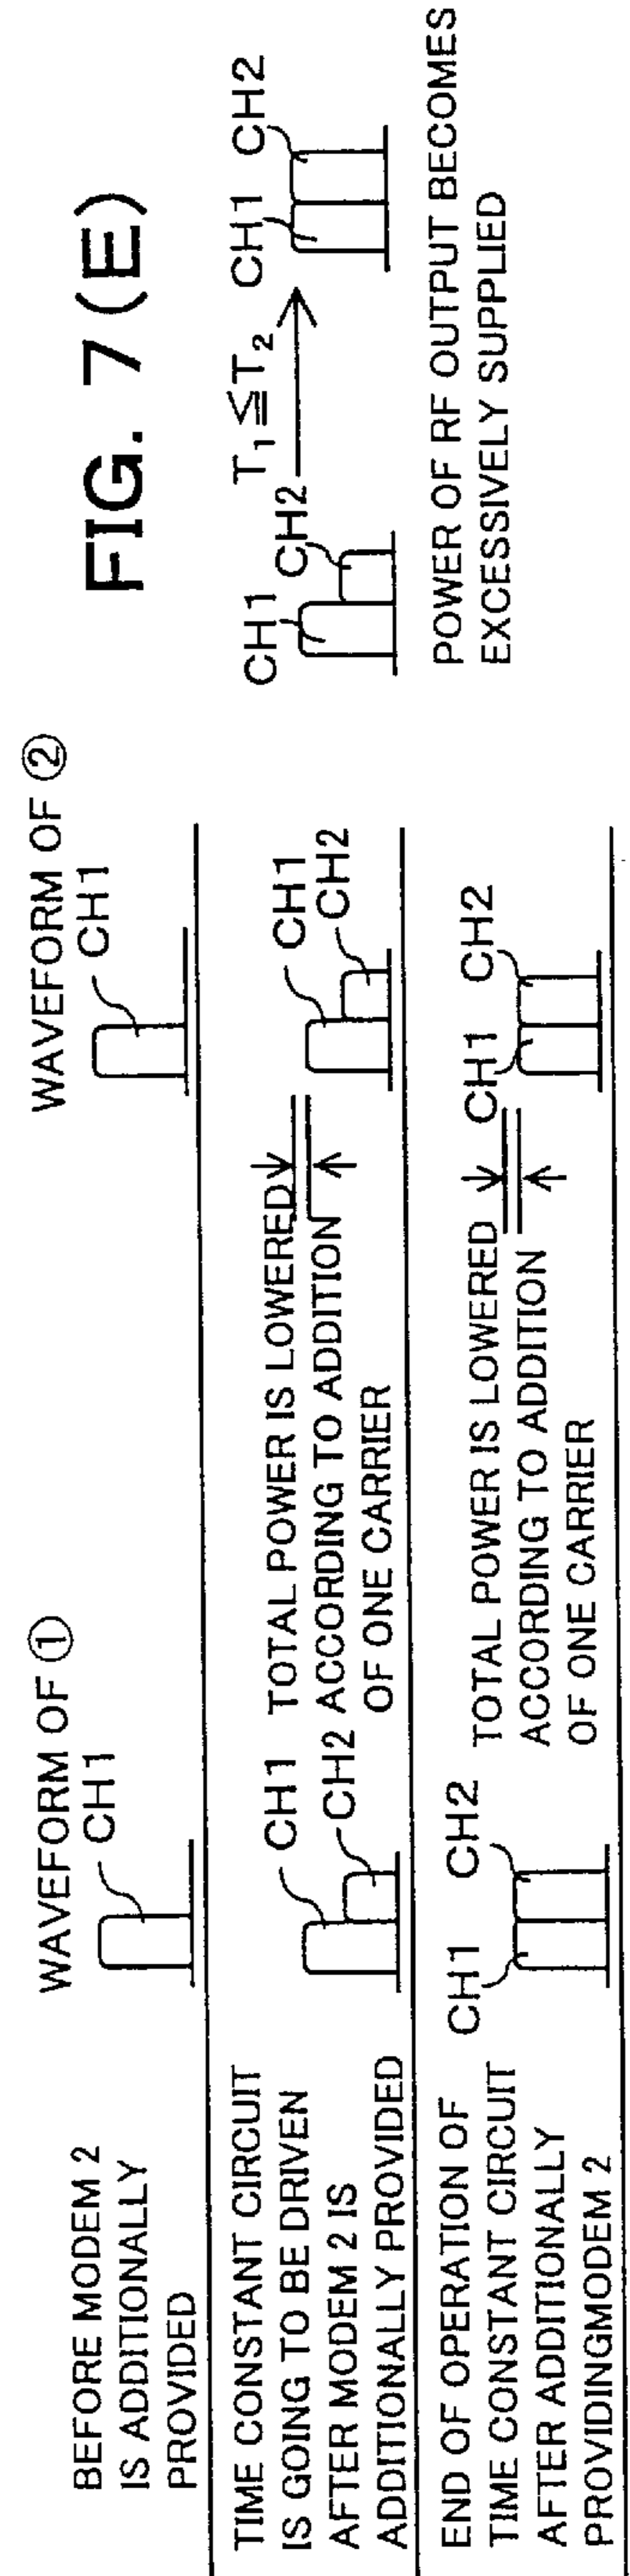 FIG. 7(E)
WAVEFORM OF ①
WAVEFORM OF ②
BEFORE MODEM 2
IS ADDITIONALLY
PROVIDED
CH1
CH1
TIME CONSTANT CIRCUIT
IS GOING TO BE DRIVEN
AFTER MODEM 2 IS
ADDITIONALLY PROVIDED
CH1
CH2
TOTAL POWER IS LOWERED
ACCORDING TO ADDITION
OF ONE CARRIER
CH1
CH2
END OF OPERATION OF
TIME CONSTANT CIRCUIT
AFTER ADDITIONALLY
PROVIDINGMODEM 2
CH1
CH2
TOTAL POWER IS LOWERED
ACCORDING TO ADDITION
OF ONE CARRIER
CH1
CH2
CH1
CH2
T1≦T2
CH1
CH2
POWER OF RF OUTPUT BECOMES
EXCESSIVELY SUPPLIED